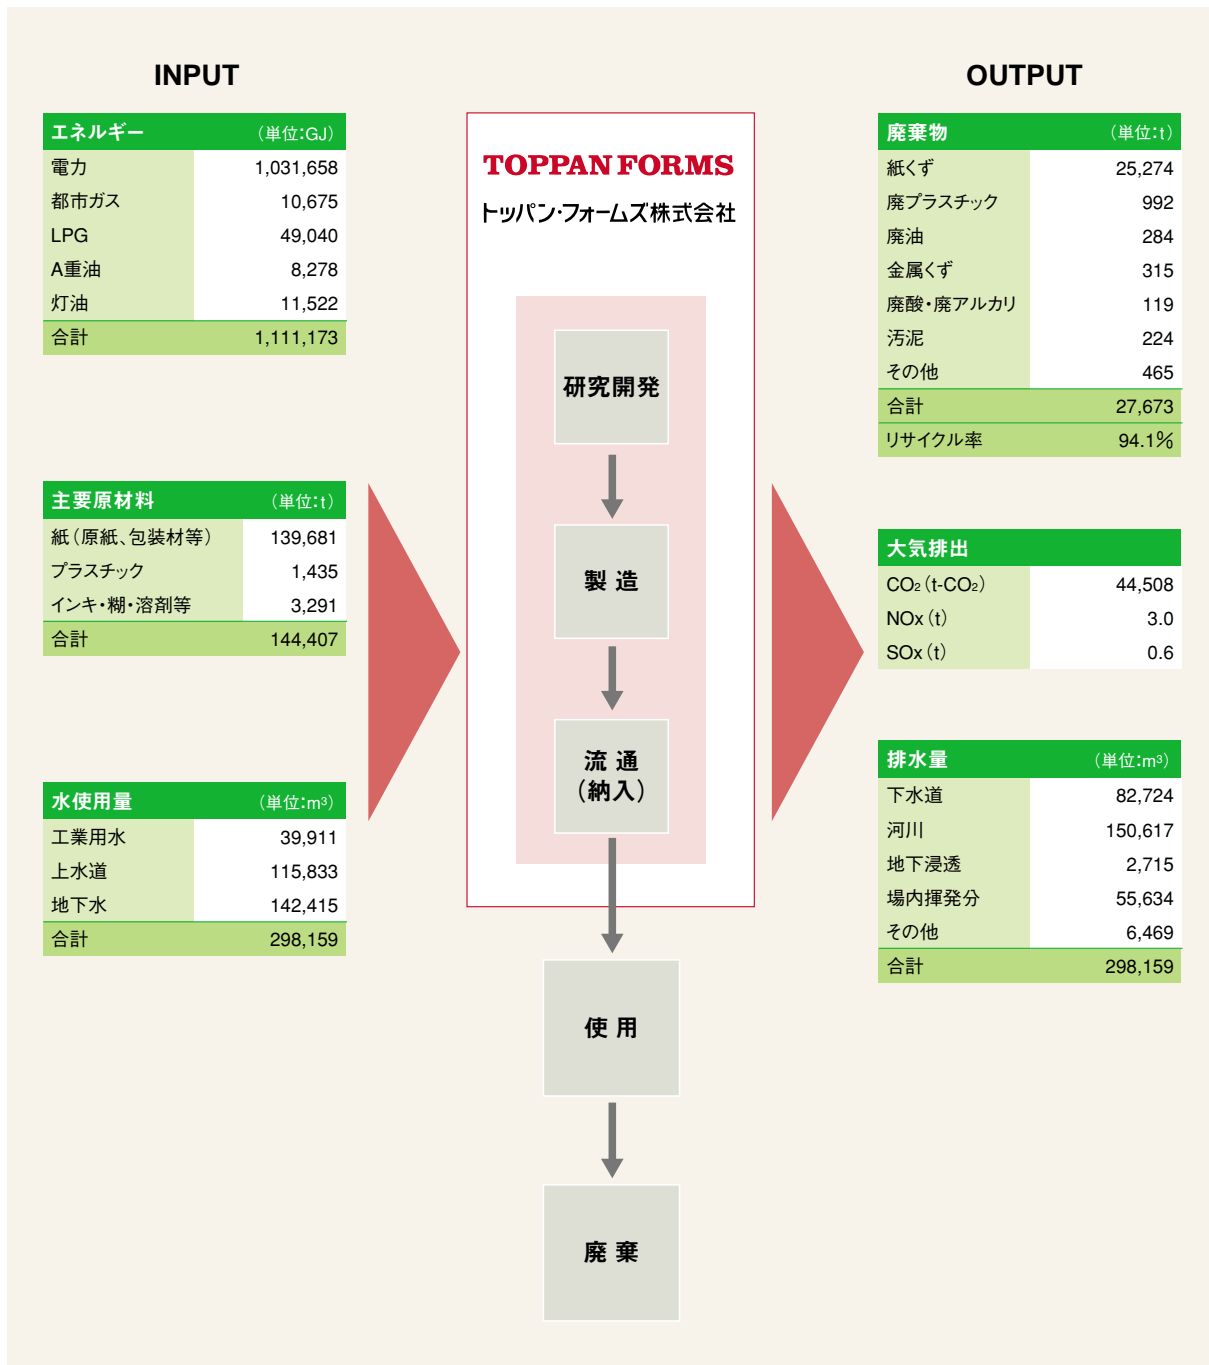 INPUT
エネルギー （単位：GJ）
電力 1,031,658
都市ガス 10,675
LPG 49,040
A重油 8,278
灯油 11,522
合計 1,111,173
主要原材料 （単位：t）
紙（原紙、包装材等） 139,681
プラスチック 1,435
インキ・糊・溶剤等 3,291
合計 144,407
水使用量 （単位：m³）
工業用水 39,911
上水道 115,833
地下水 142,415
合計 298,159
TOPPAN FORMS
トッパン・フォームズ株式会社
研究開発
製造
流通
（納入）
使用
廃棄
OUTPUT
廃棄物 （単位：t）
紙くず 25,274
廃プラスチック 992
廃油 284
金属くず 315
廃酸・廃アルカリ 119
汚泥 224
その他 465
合計 27,673
リサイクル率 94.1%
大気排出
CO₂（t-CO₂） 44,508
NOx（t） 3.0
SOx（t） 0.6
排水量 （単位：m³）
下水道 82,724
河川 150,617
地下浸透 2,715
場内揮発分 55,634
その他 6,469
合計 298,159